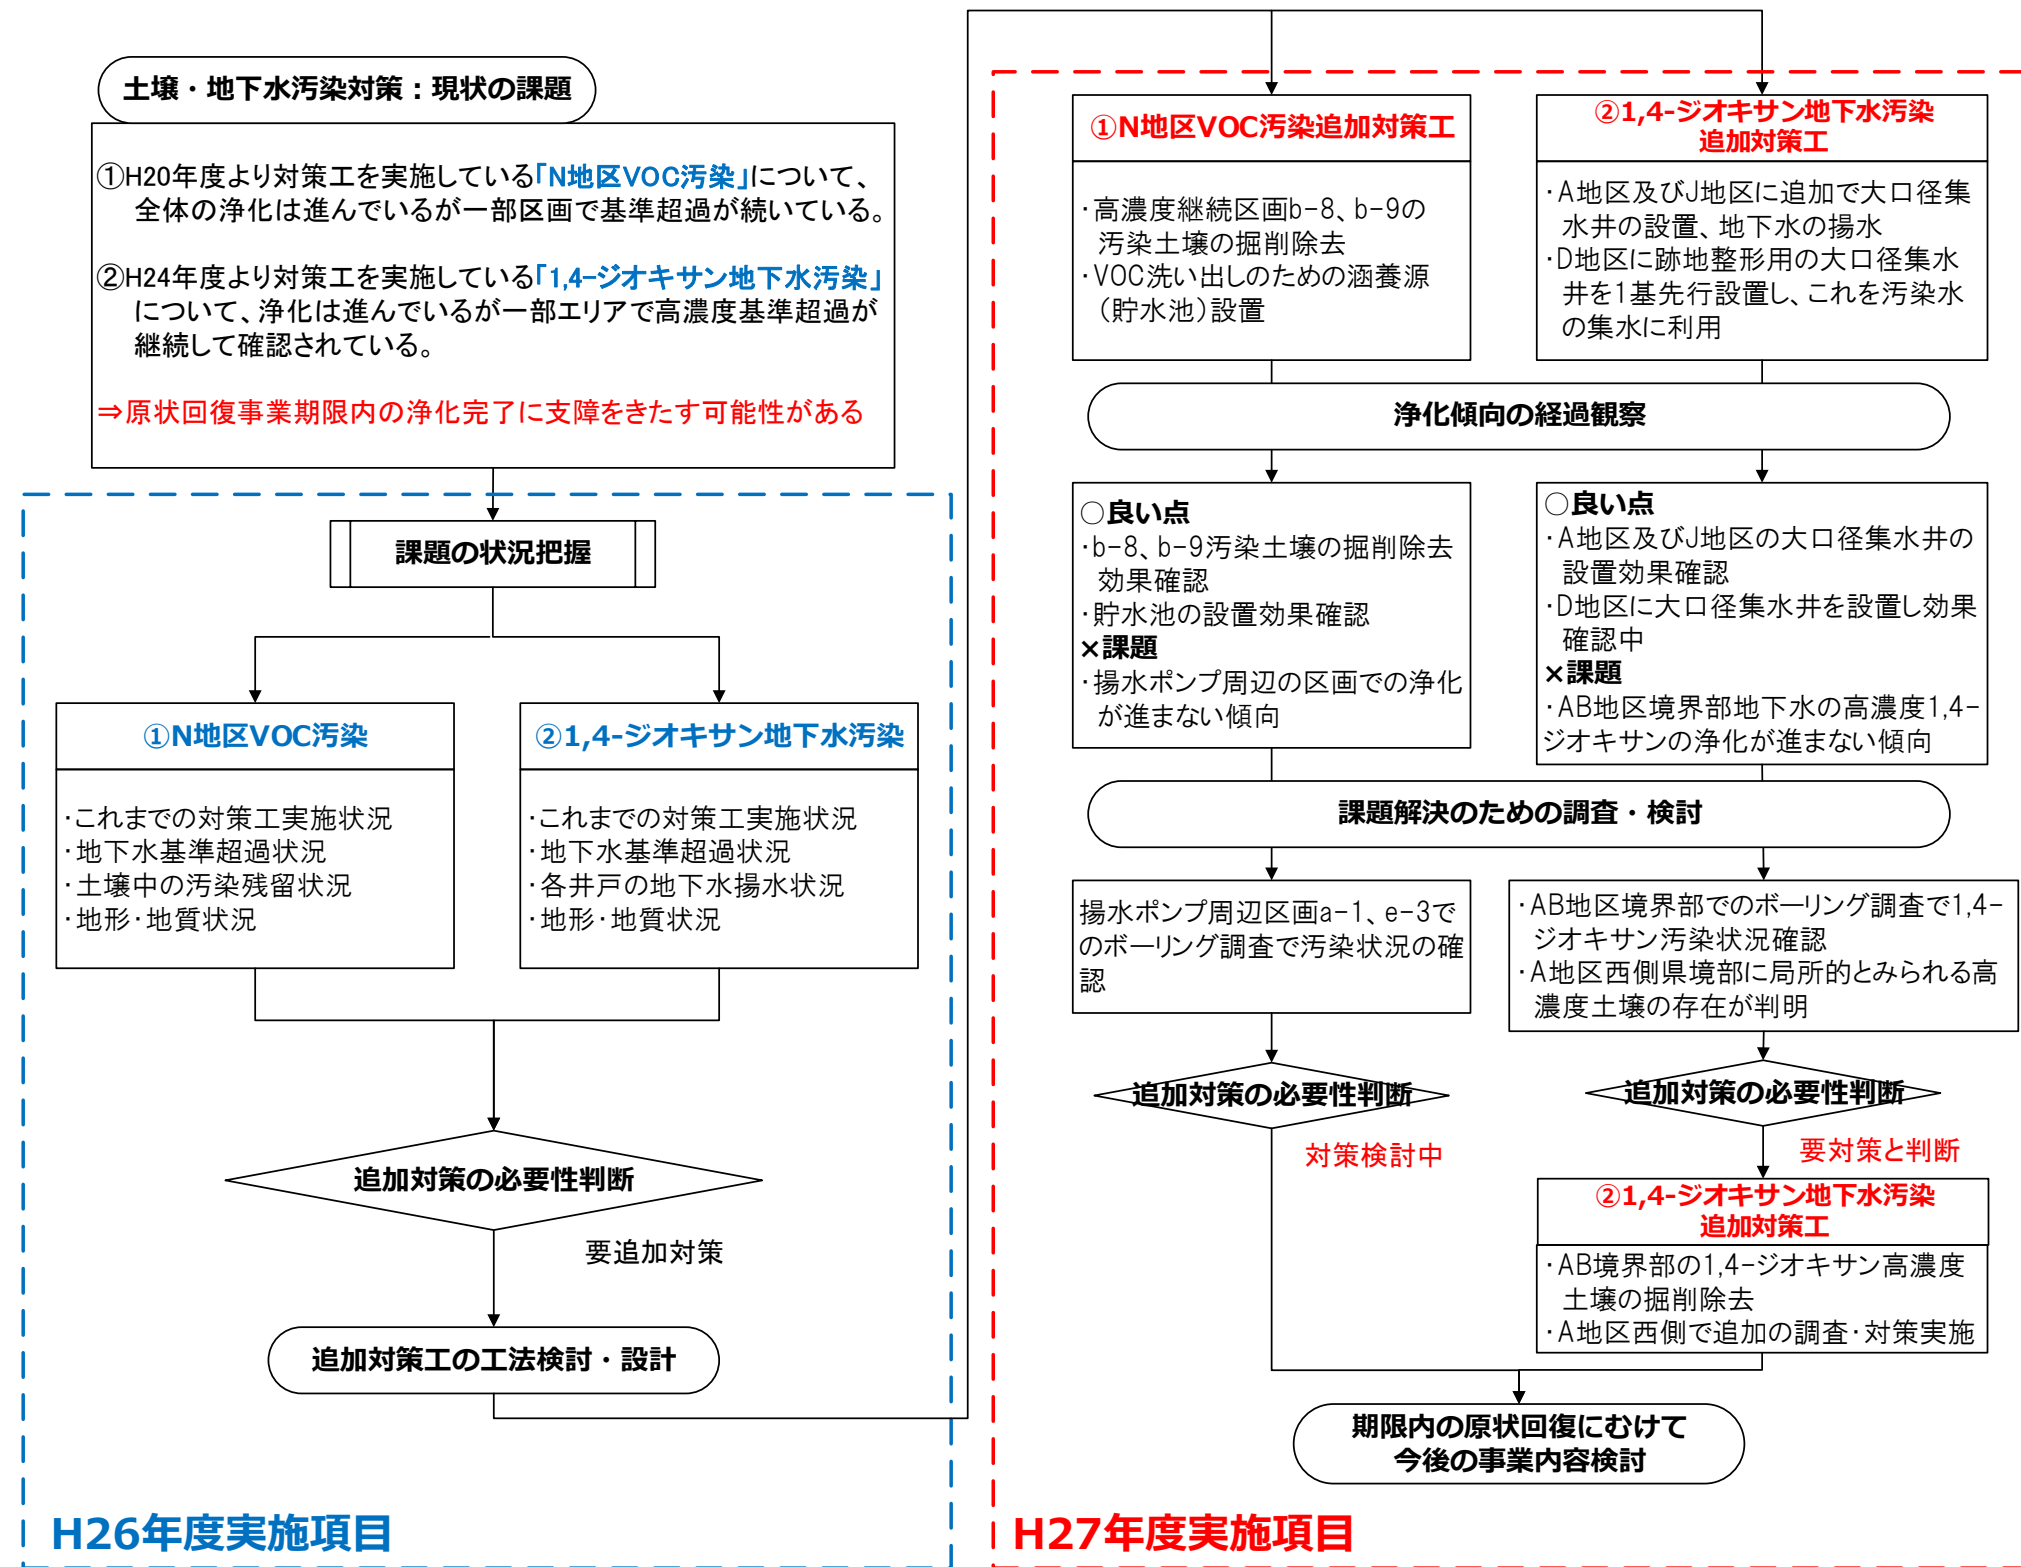 土壌・地下水汚染対策：現状の課題
①H20年度より対策工を実施している「N地区VOC汚染」について、
全体の浄化は進んでいるが一部区画で基準超過が続いている。
②H24年度より対策工を実施している「1,4-ジオキサン地下水汚染」
について、浄化は進んでいるが一部エリアで高濃度基準超過が
継続して確認されている。
⇒原状回復事業期限内の浄化完了に支障をきたす可能性がある
課題の状況把握
①N地区VOC汚染
・これまでの対策工実施状況
・地下水基準超過状況
・土壌中の汚染残留状況
・地形・地質状況
②1,4-ジオキサン地下水汚染
・これまでの対策工実施状況
・地下水基準超過状況
・各井戸の地下水揚水状況
・地形・地質状況
追加対策の必要性判断
要追加対策
追加対策工の工法検討・設計
H26年度実施項目
①N地区VOC汚染追加対策工
・高濃度継続区画b-8、b-9の
汚染土壌の掘削除去
・VOC洗い出しのための涵養源
（貯水池）設置
②1,4-ジオキサン地下水汚染
追加対策工
・A地区及びJ地区に追加で大口径集
水井の設置、地下水の揚水
・D地区に跡地整形用の大口径集水
井を1基先行設置し、これを汚染水
の集水に利用
浄化傾向の経過観察
○良い点
・b-8、b-9汚染土壌の掘削除去
効果確認
・貯水池の設置効果確認
×課題
・揚水ポンプ周辺の区画での浄化
が進まない傾向
○良い点
・A地区及びJ地区の大口径集水井の
設置効果確認
・D地区に大口径集水井を設置し効果
確認中
×課題
・AB地区境界部地下水の高濃度1,4-
ジオキサンの浄化が進まない傾向
課題解決のための調査・検討
揚水ポンプ周辺区画a-1、e-3で
のボーリング調査で汚染状況の確
認
・AB地区境界部でのボーリング調査で1,4-
ジオキサン汚染状況確認
・A地区西側県境部に局所的とみられる高
濃度土壌の存在が判明
追加対策の必要性判断
対策検討中
追加対策の必要性判断
要対策と判断
②1,4-ジオキサン地下水汚染
追加対策工
・AB境界部の1,4-ジオキサン高濃度
土壌の掘削除去
・A地区西側で追加の調査・対策実施
期限内の原状回復にむけて
今後の事業内容検討
H27年度実施項目